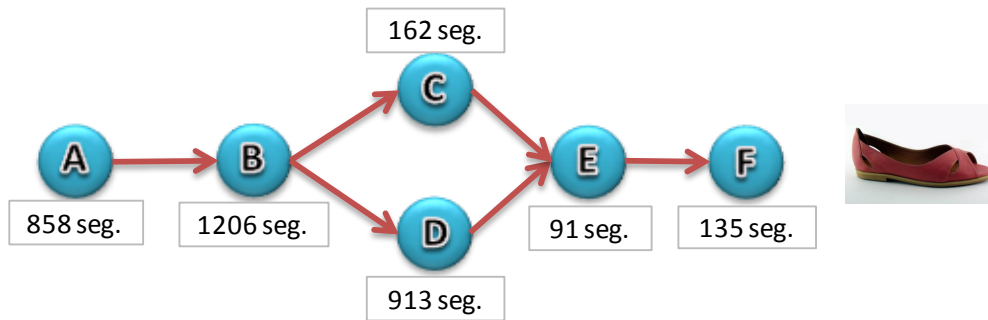 162 seg.
C
A
B
E
F
858 seg.
1206 seg.
D
91 seg.
135 seg.
913 seg.